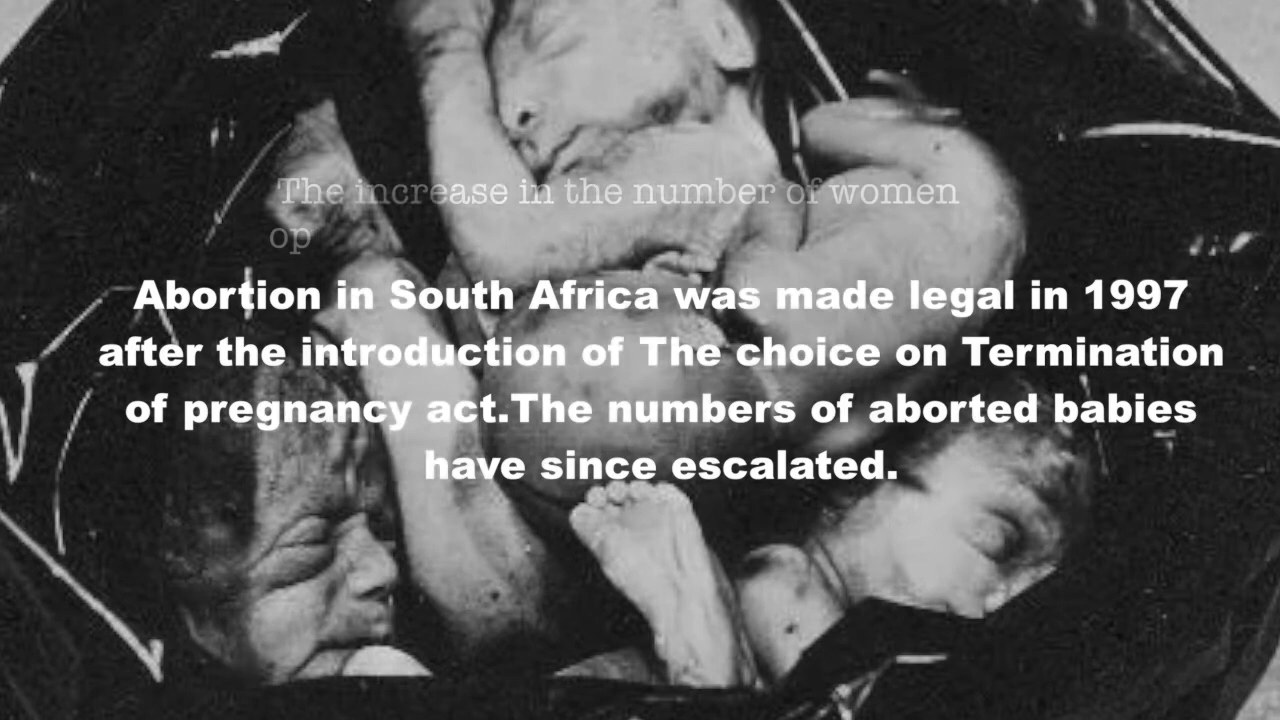 The increase in the number of women
op
Abortion in South Africa was made legal in 1997
after the introduction of The choice on Termination
of pregnancy act.The numbers of aborted babies
have since escalated.